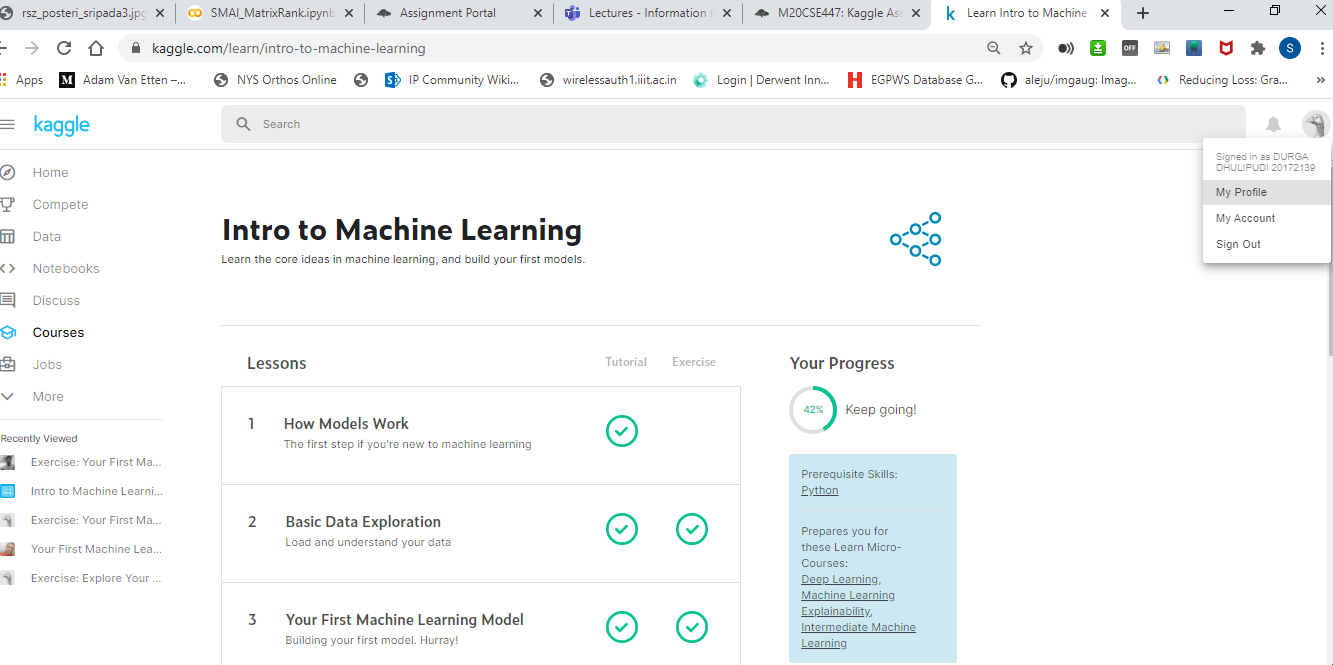 rsz_posteri_sripada3.jpg
SMAI_MatrixRank.ipynb
Assignment Portal
Lectures - Information (
M20CSE447: Kaggle Ass
Learn Intro to Machine
kaggle.com/learn/intro-to-machine-learning
OFF
S
Apps
M
Adam Van Etten –...
NYS Orthos Online
IP Community Wiki...
wirelessauth1.iiit.ac.in
Login | Derwent Inn...
EGPWS Database G...
aleju/imgaug: Imag...
Reducing Loss: Gra...
»
kaggle
Search
Signed in as DURGA
DHULIPUDI 20172139
My Profile
My Account
Sign Out
Home
Compete
Data
Notebooks
Discuss
Courses
Jobs
More
Recently Viewed
Exercise: Your First Ma...
Intro to Machine Learni...
Exercise: Your First Ma...
Your First Machine Lea...
Exercise: Explore Your ...
Intro to Machine Learning
Learn the core ideas in machine learning, and build your first models.
Lessons
Tutorial
Exercise
1
How Models Work
The first step if you're new to machine learning
2
Basic Data Exploration
Load and understand your data
3
Your First Machine Learning Model
Building your first model. Hurray!
Your Progress
42%
Keep going!
Prerequisite Skills:
Python
Prepares you for
these Learn Micro-
Courses:
Deep Learning,
Machine Learning
Explainability,
Intermediate Machine
Learning